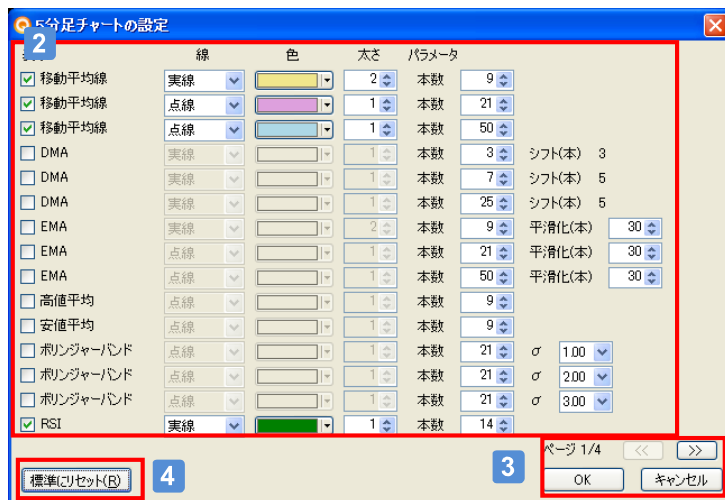 5分足チャートの設定
2
線 色 太さ パラメータ
移動平均線 実線 2 本数 9
移動平均線 点線 1 本数 21
移動平均線 点線 1 本数 50
DMA 実線 1 本数 3 シフト(本) 3
DMA 実線 1 本数 7 シフト(本) 5
DMA 実線 1 本数 25 シフト(本) 5
EMA 実線 2 本数 9 平滑化(本) 30
EMA 点線 1 本数 21 平滑化(本) 30
EMA 点線 1 本数 50 平滑化(本) 30
高値平均 点線 1 本数 9
安値平均 点線 1 本数 9
ボリンジャーバンド 点線 1 本数 21 σ 1.00
ボリンジャーバンド 点線 1 本数 21 σ 2.00
ボリンジャーバンド 点線 1 本数 21 σ 3.00
RSI 実線 1 本数 14
ページ 1/4 << >>
標準にリセット(R) 4 3 OK キャンセル